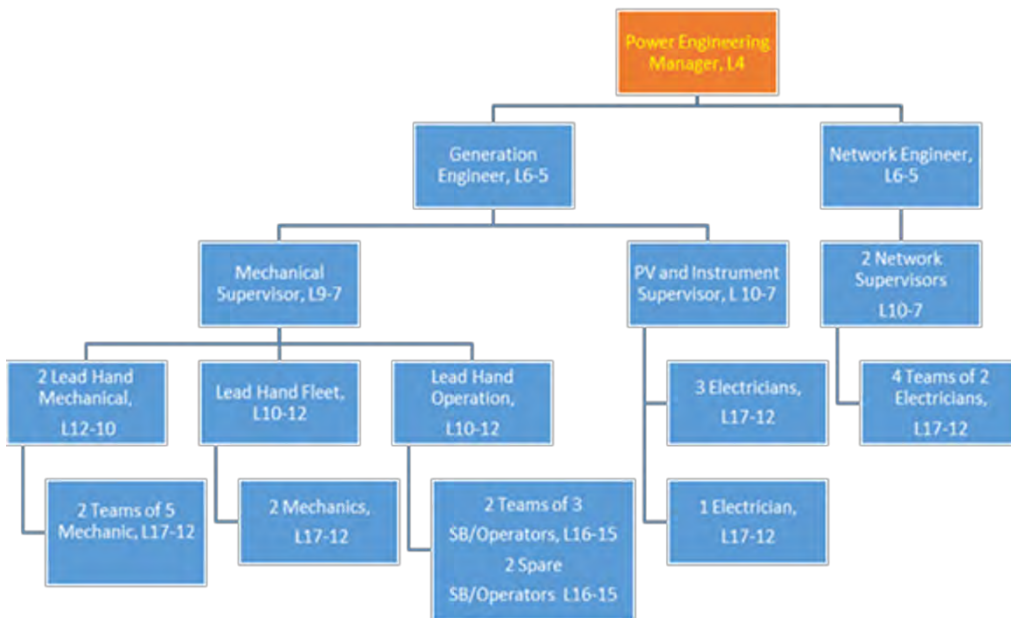 Power Engineering
Manager, L4
Generation
Engineer, L6-5
Network Engineer,
L6-5
Mechanical
Supervisor, L9-7
PV and Instrument
Supervisor, L 10-7
2 Network
Supervisors
L10-7
2 Lead Hand
Mechanical,
L12-10
Lead Hand Fleet,
L10-12
Lead Hand
Operation,
L10-12
3 Electricians,
L17-12
4 Teams of 2
Electricians,
L17-12
2 Teams of 5
Mechanic, L17-12
2 Mechanics,
L17-12
2 Teams of 3
SB/Operators, L16-15
2 Spare
SB/Operators L16-15
1 Electrician,
L17-12